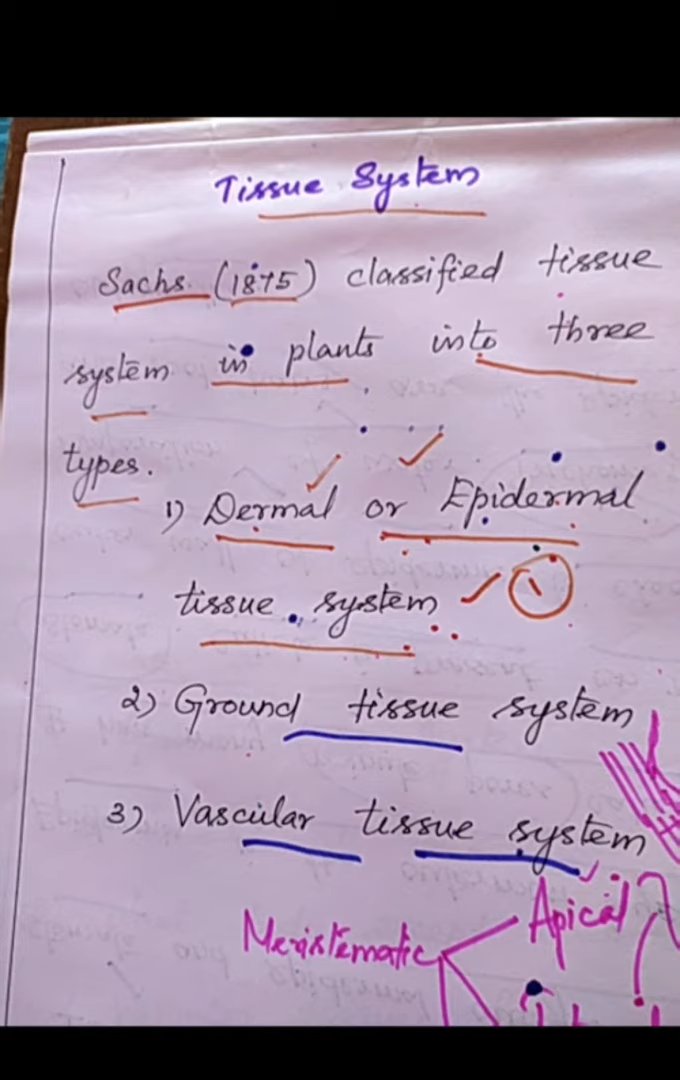 Tissue System
Sachs (1875) classified tissue
system in plants into three
types.
1) Dermal or Epidermal
tissue system
2) Ground tissue system
3) Vascular tissue system
Apical
Meristematic